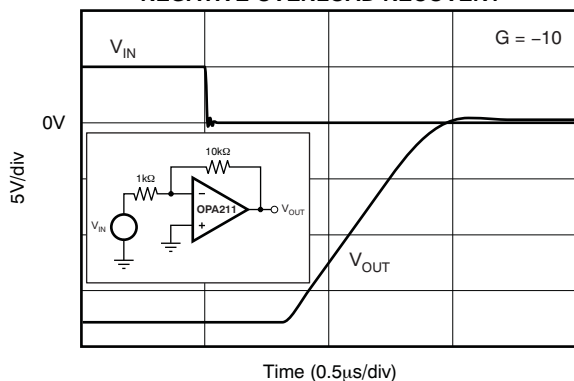 NEGATIVE OVERLOAD RECOVERY
V_IN
G = −10
0V
5V/div
10kΩ
1kΩ
−
OPA211
+
V_OUT
V_IN
V_OUT
Time (0.5µs/div)